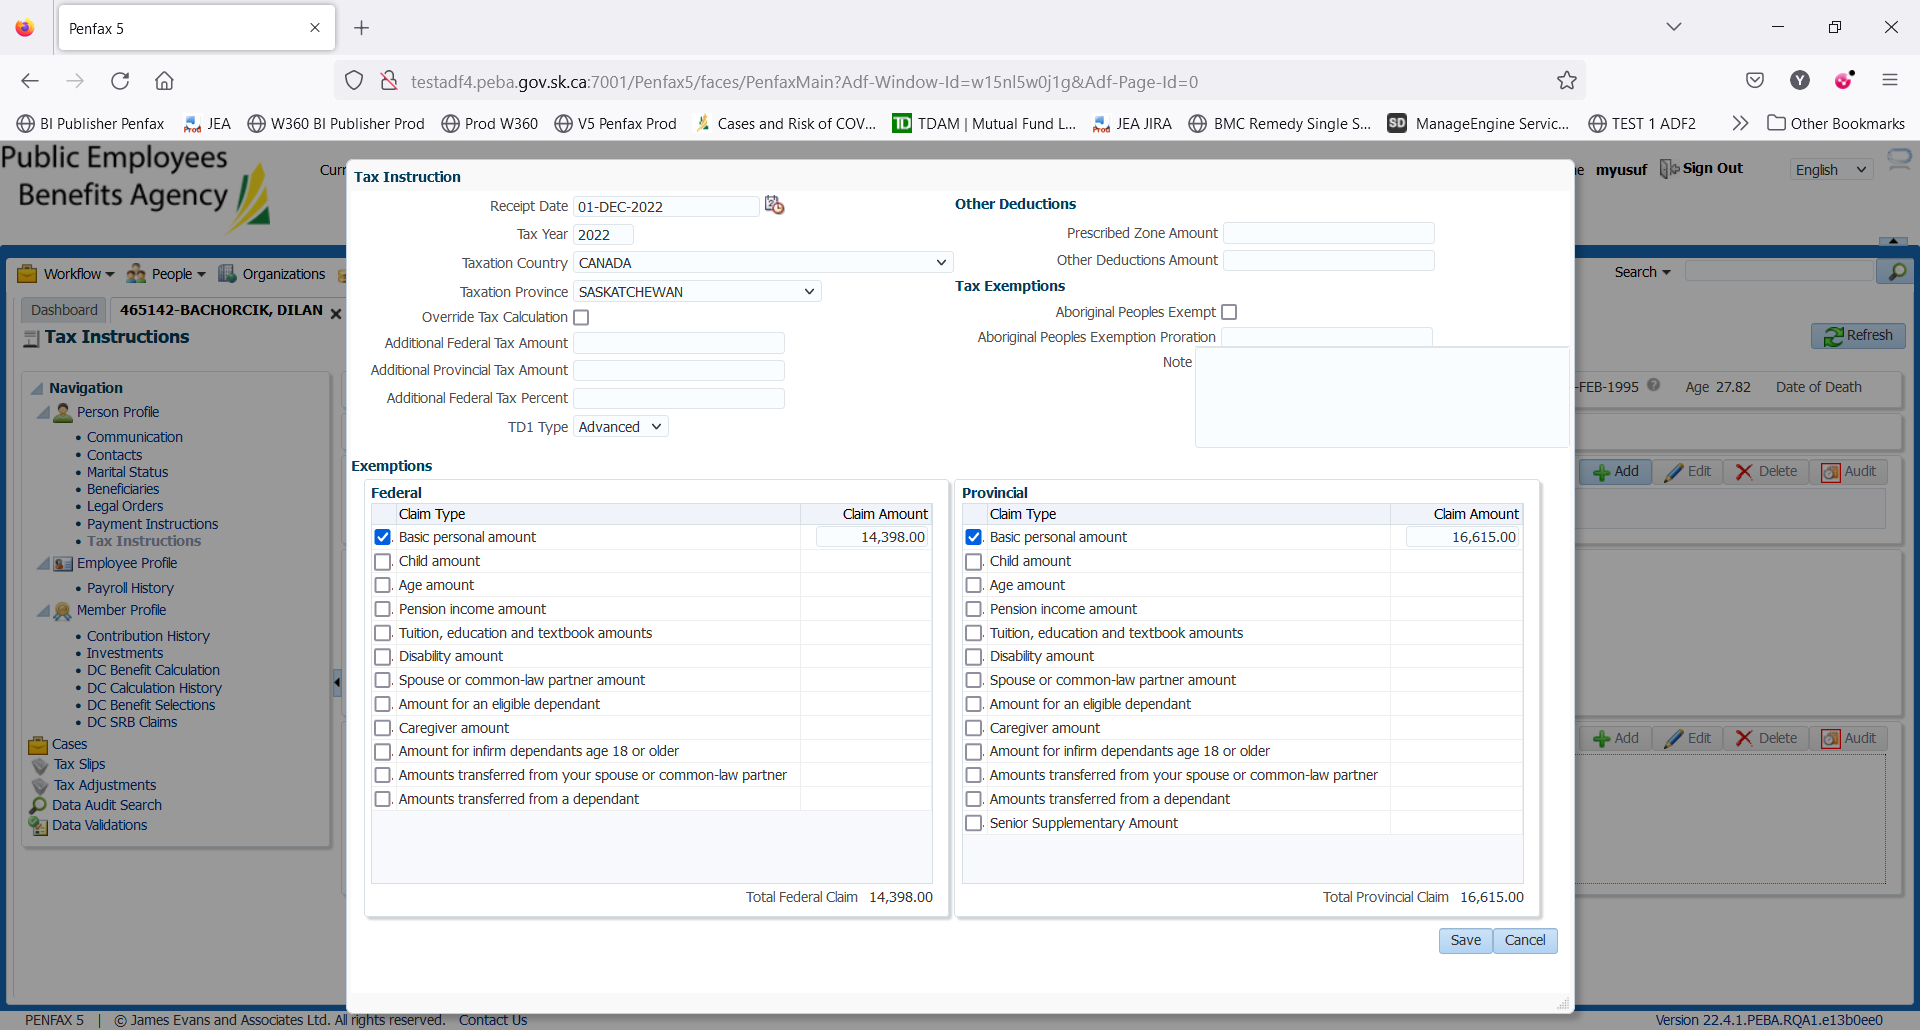 Penfax 5
testadf4.peba.gov.sk.ca:7001/Penfax5/faces/PenfaxMain?Adf-Window-Id=w15nl5w0j1g&Adf-Page-Id=0
Y
BI Publisher Penfax JEA W360 BI Publisher Prod Prod W360 V5 Penfax Prod Cases and Risk of COV... TD TDAM | Mutual Fund L... JEA JIRA BMC Remedy Single S... SD ManageEngine Servic... TEST 1 ADF2 Other Bookmarks
Public Employees
Benefits Agency
Curr
ne myusuf Sign Out English
Workflow People Organizations
Search
Dashboard 465142-BACHORCIK, DILAN
Tax Instructions
Refresh
Navigation
Person Profile
Communication
Contacts
Marital Status
Beneficiaries
Legal Orders
Payment Instructions
Tax Instructions
Employee Profile
Payroll History
Member Profile
Contribution History
Investments
DC Benefit Calculation
DC Calculation History
DC Benefit Selections
DC SRB Claims
Cases
Tax Slips
Tax Adjustments
Data Audit Search
Data Validations
-FEB-1995 Age 27.82 Date of Death
Add Edit Delete Audit
Add Edit Delete Audit
Tax Instruction
Receipt Date 01-DEC-2022
Tax Year 2022
Taxation Country CANADA
Taxation Province SASKATCHEWAN
Override Tax Calculation
Additional Federal Tax Amount
Additional Provincial Tax Amount
Additional Federal Tax Percent
TD1 Type Advanced
Other Deductions
Prescribed Zone Amount
Other Deductions Amount
Tax Exemptions
Aboriginal Peoples Exempt
Aboriginal Peoples Exemption Proration
Note
Exemptions
Federal
Claim Type Claim Amount
Basic personal amount 14,398.00
Child amount
Age amount
Pension income amount
Tuition, education and textbook amounts
Disability amount
Spouse or common-law partner amount
Amount for an eligible dependant
Caregiver amount
Amount for infirm dependants age 18 or older
Amounts transferred from your spouse or common-law partner
Amounts transferred from a dependant
Total Federal Claim 14,398.00
Provincial
Claim Type Claim Amount
Basic personal amount 16,615.00
Child amount
Age amount
Pension income amount
Tuition, education and textbook amounts
Disability amount
Spouse or common-law partner amount
Amount for an eligible dependant
Caregiver amount
Amount for infirm dependants age 18 or older
Amounts transferred from your spouse or common-law partner
Amounts transferred from a dependant
Senior Supplementary Amount
Total Provincial Claim 16,615.00
Save Cancel
PENFAX 5 | © James Evans and Associates Ltd. All rights reserved. Contact Us
Version 22.4.1.PEBA.RQA1.e13b0ee0